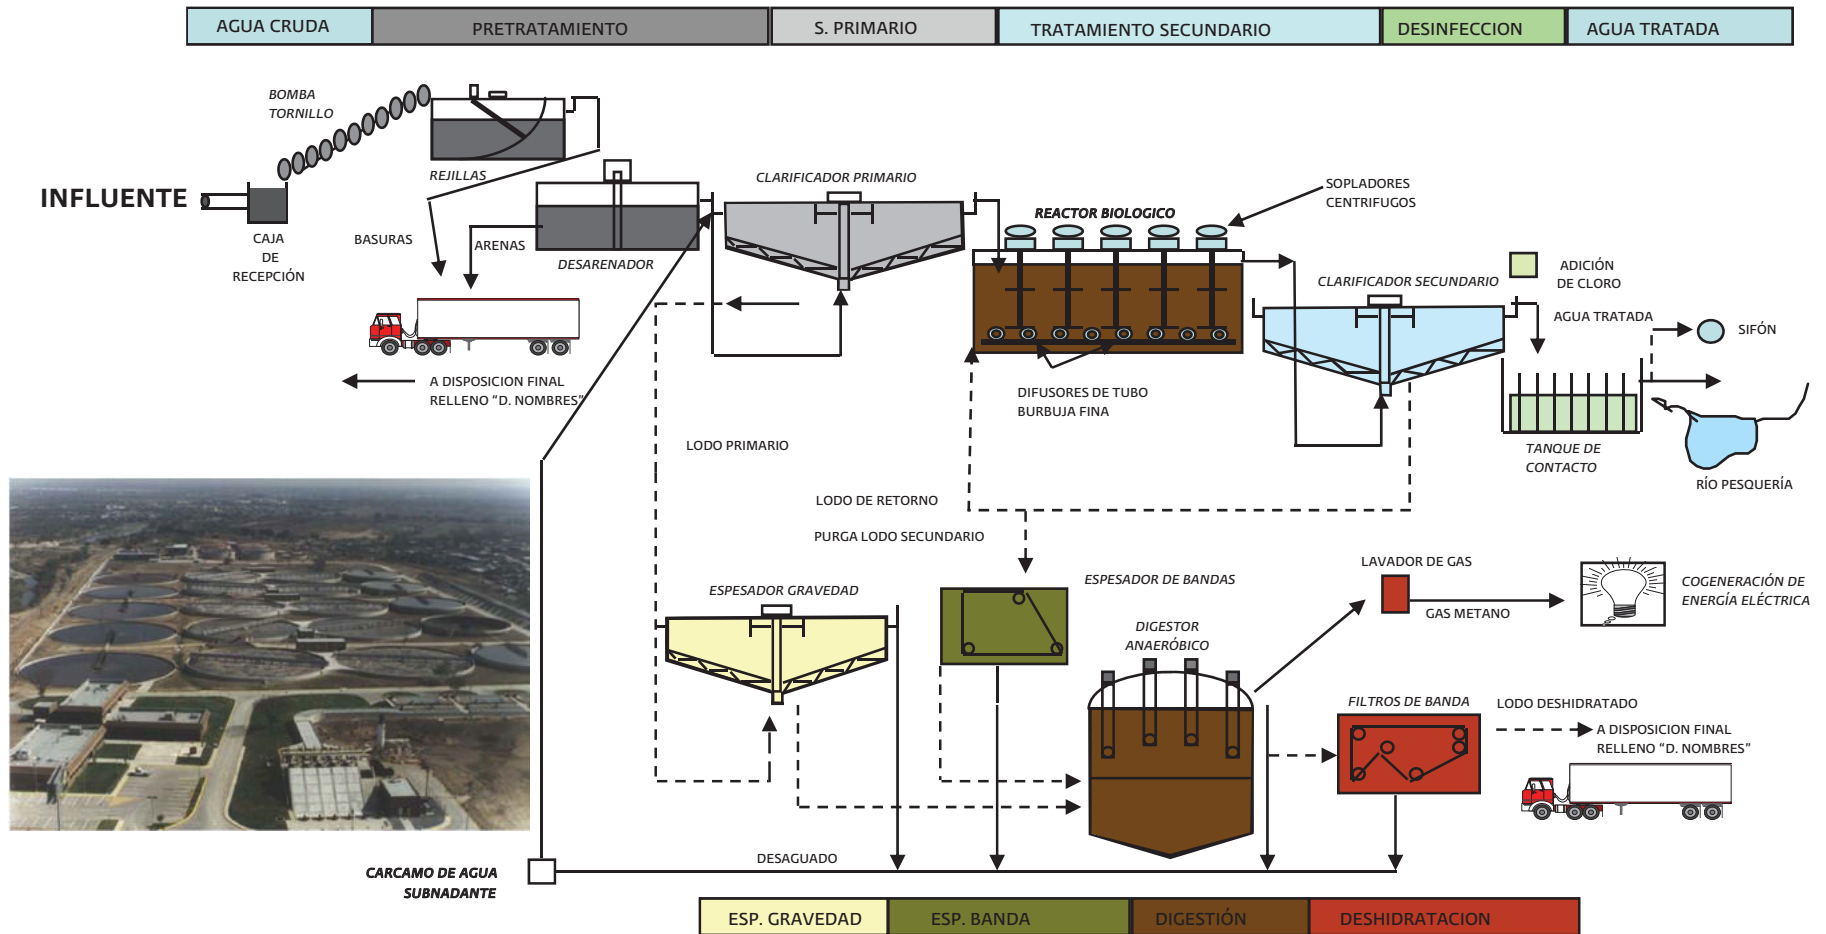 AGUA CRUDA
PRETRATAMIENTO
S. PRIMARIO
TRATAMIENTO SECUNDARIO
DESINFECCION
AGUA TRATADA
BOMBA
TORNILLO
REJILLAS
INFLUENTE
CAJA
DE
RECEPCIÓN
BASURAS
ARENAS
DESARENADOR
CLARIFICADOR PRIMARIO
REACTOR BIOLOGICO
SOPLADORES
CENTRIFUGOS
CLARIFICADOR SECUNDARIO
ADICIÓN
DE CLORO
AGUA TRATADA
SIFÓN
A DISPOSICION FINAL
RELLENO “D. NOMBRES”
DIFUSORES DE TUBO
BURBUJA FINA
TANQUE DE
CONTACTO
RÍO PESQUERÍA
LODO PRIMARIO
LODO DE RETORNO
PURGA LODO SECUNDARIO
ESPESADOR GRAVEDAD
ESPESADOR DE BANDAS
LAVADOR DE GAS
GAS METANO
COGENERACIÓN DE
ENERGÍA ELÉCTRICA
DIGESTOR
ANAERÓBICO
FILTROS DE BANDA
LODO DESHIDRATADO
A DISPOSICION FINAL
RELLENO “D. NOMBRES”
DESAGUADO
CARCAMO DE AGUA
SUBNADANTE
ESP. GRAVEDAD
ESP. BANDA
DIGESTIÓN
DESHIDRATACION